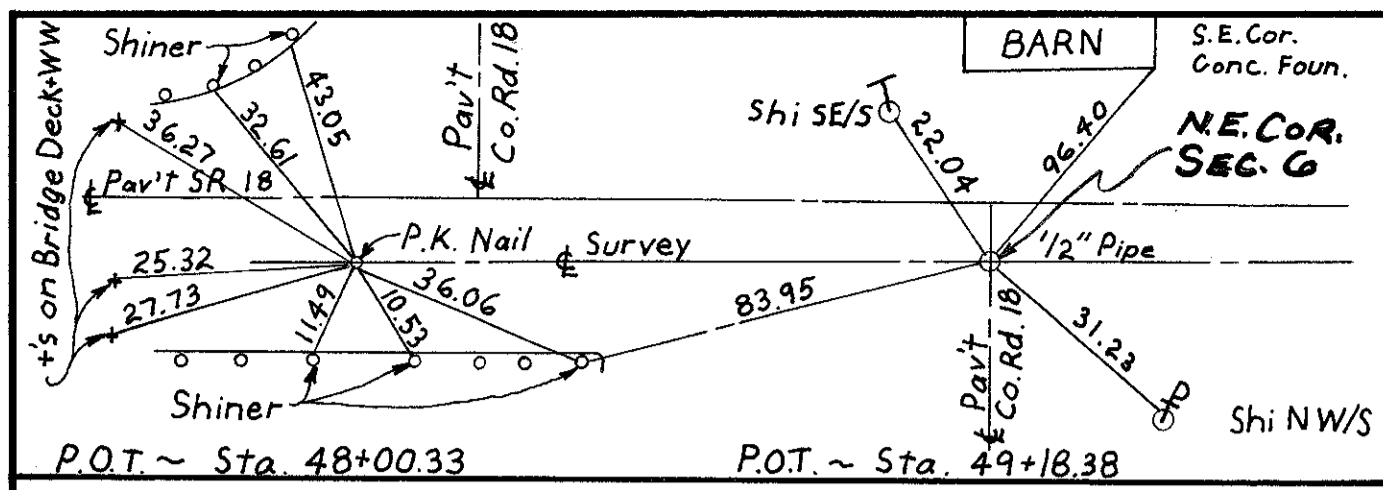 Shiner
+'s on Bridge Deck+WW
36.27
32.61
43.05
Pav't
Co. Rd. 18
℄ Pav't SR 18
P.K. Nail
℄ Survey
25.32
27.73
11.49
10.53
36.06
Shiner
P.O.T. ~ Sta. 48+00.33
BARN
S.E. Cor.
Conc. Foun.
Shi SE/S
22.04
96.40
N.E. COR.
SEC. 6
1/2" Pipe
83.95
31.23
℄ Pav't
Co. Rd. 18
Shi NW/S
P.O.T. ~ Sta. 49+18.38